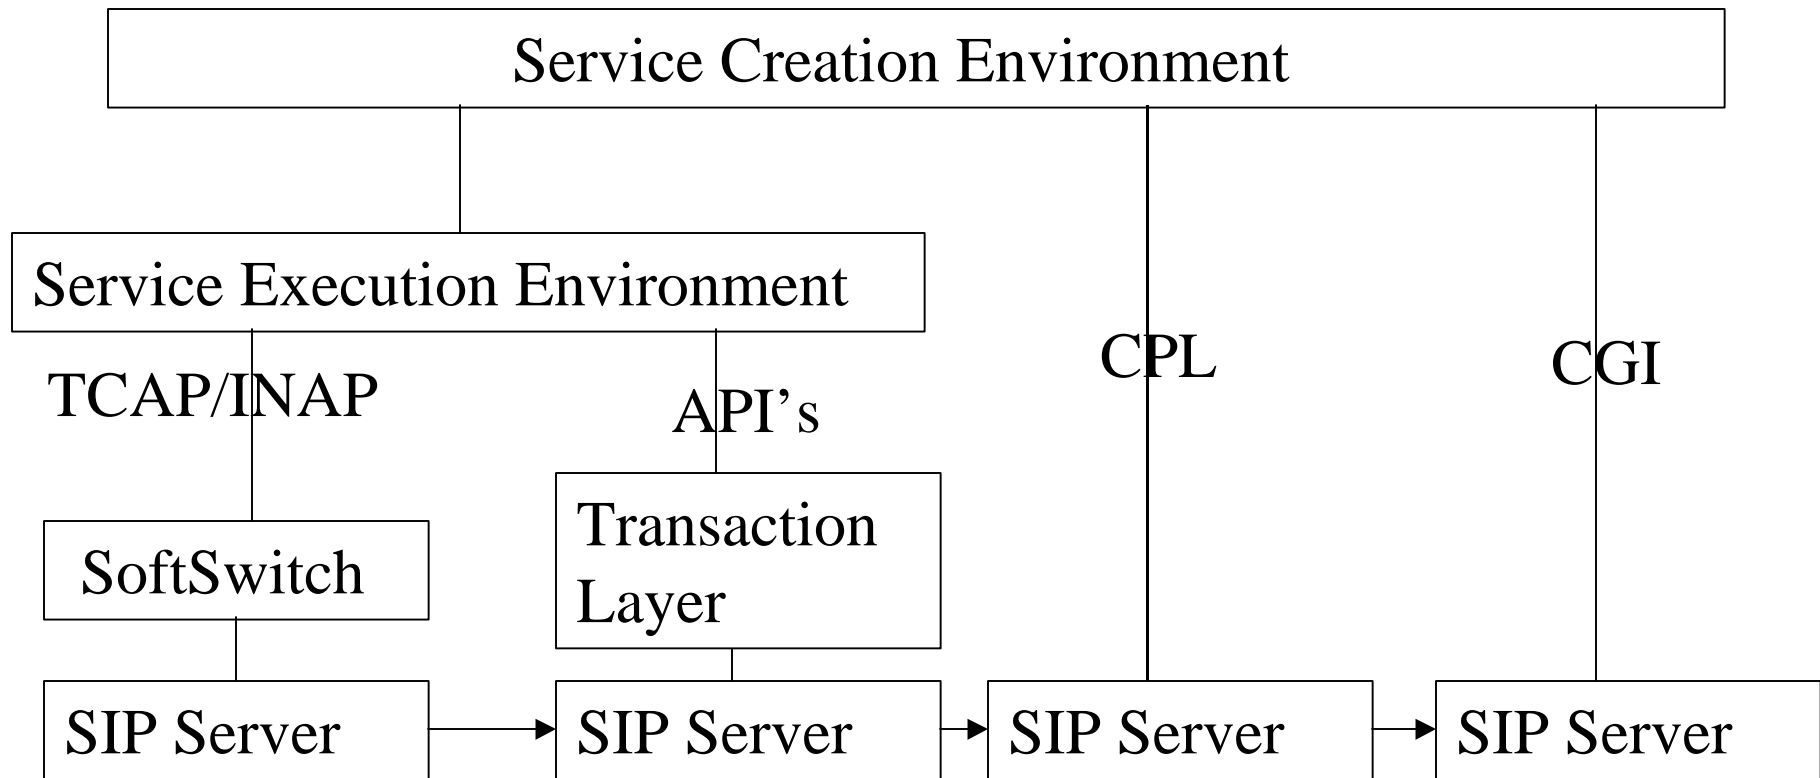 Service Creation Environment
Service Execution Environment
TCAP/INAP
API’s
CPL
CGI
SoftSwitch
Transaction
Layer
SIP Server
SIP Server
SIP Server
SIP Server